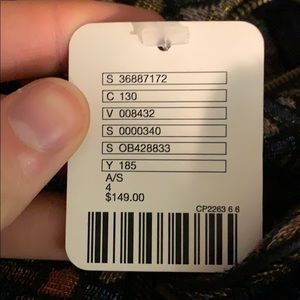 S 36887172
C 130
V 008432
S 0000340
S OB428833
Y 185
A/S
4
$149.00
CP2263 6 6